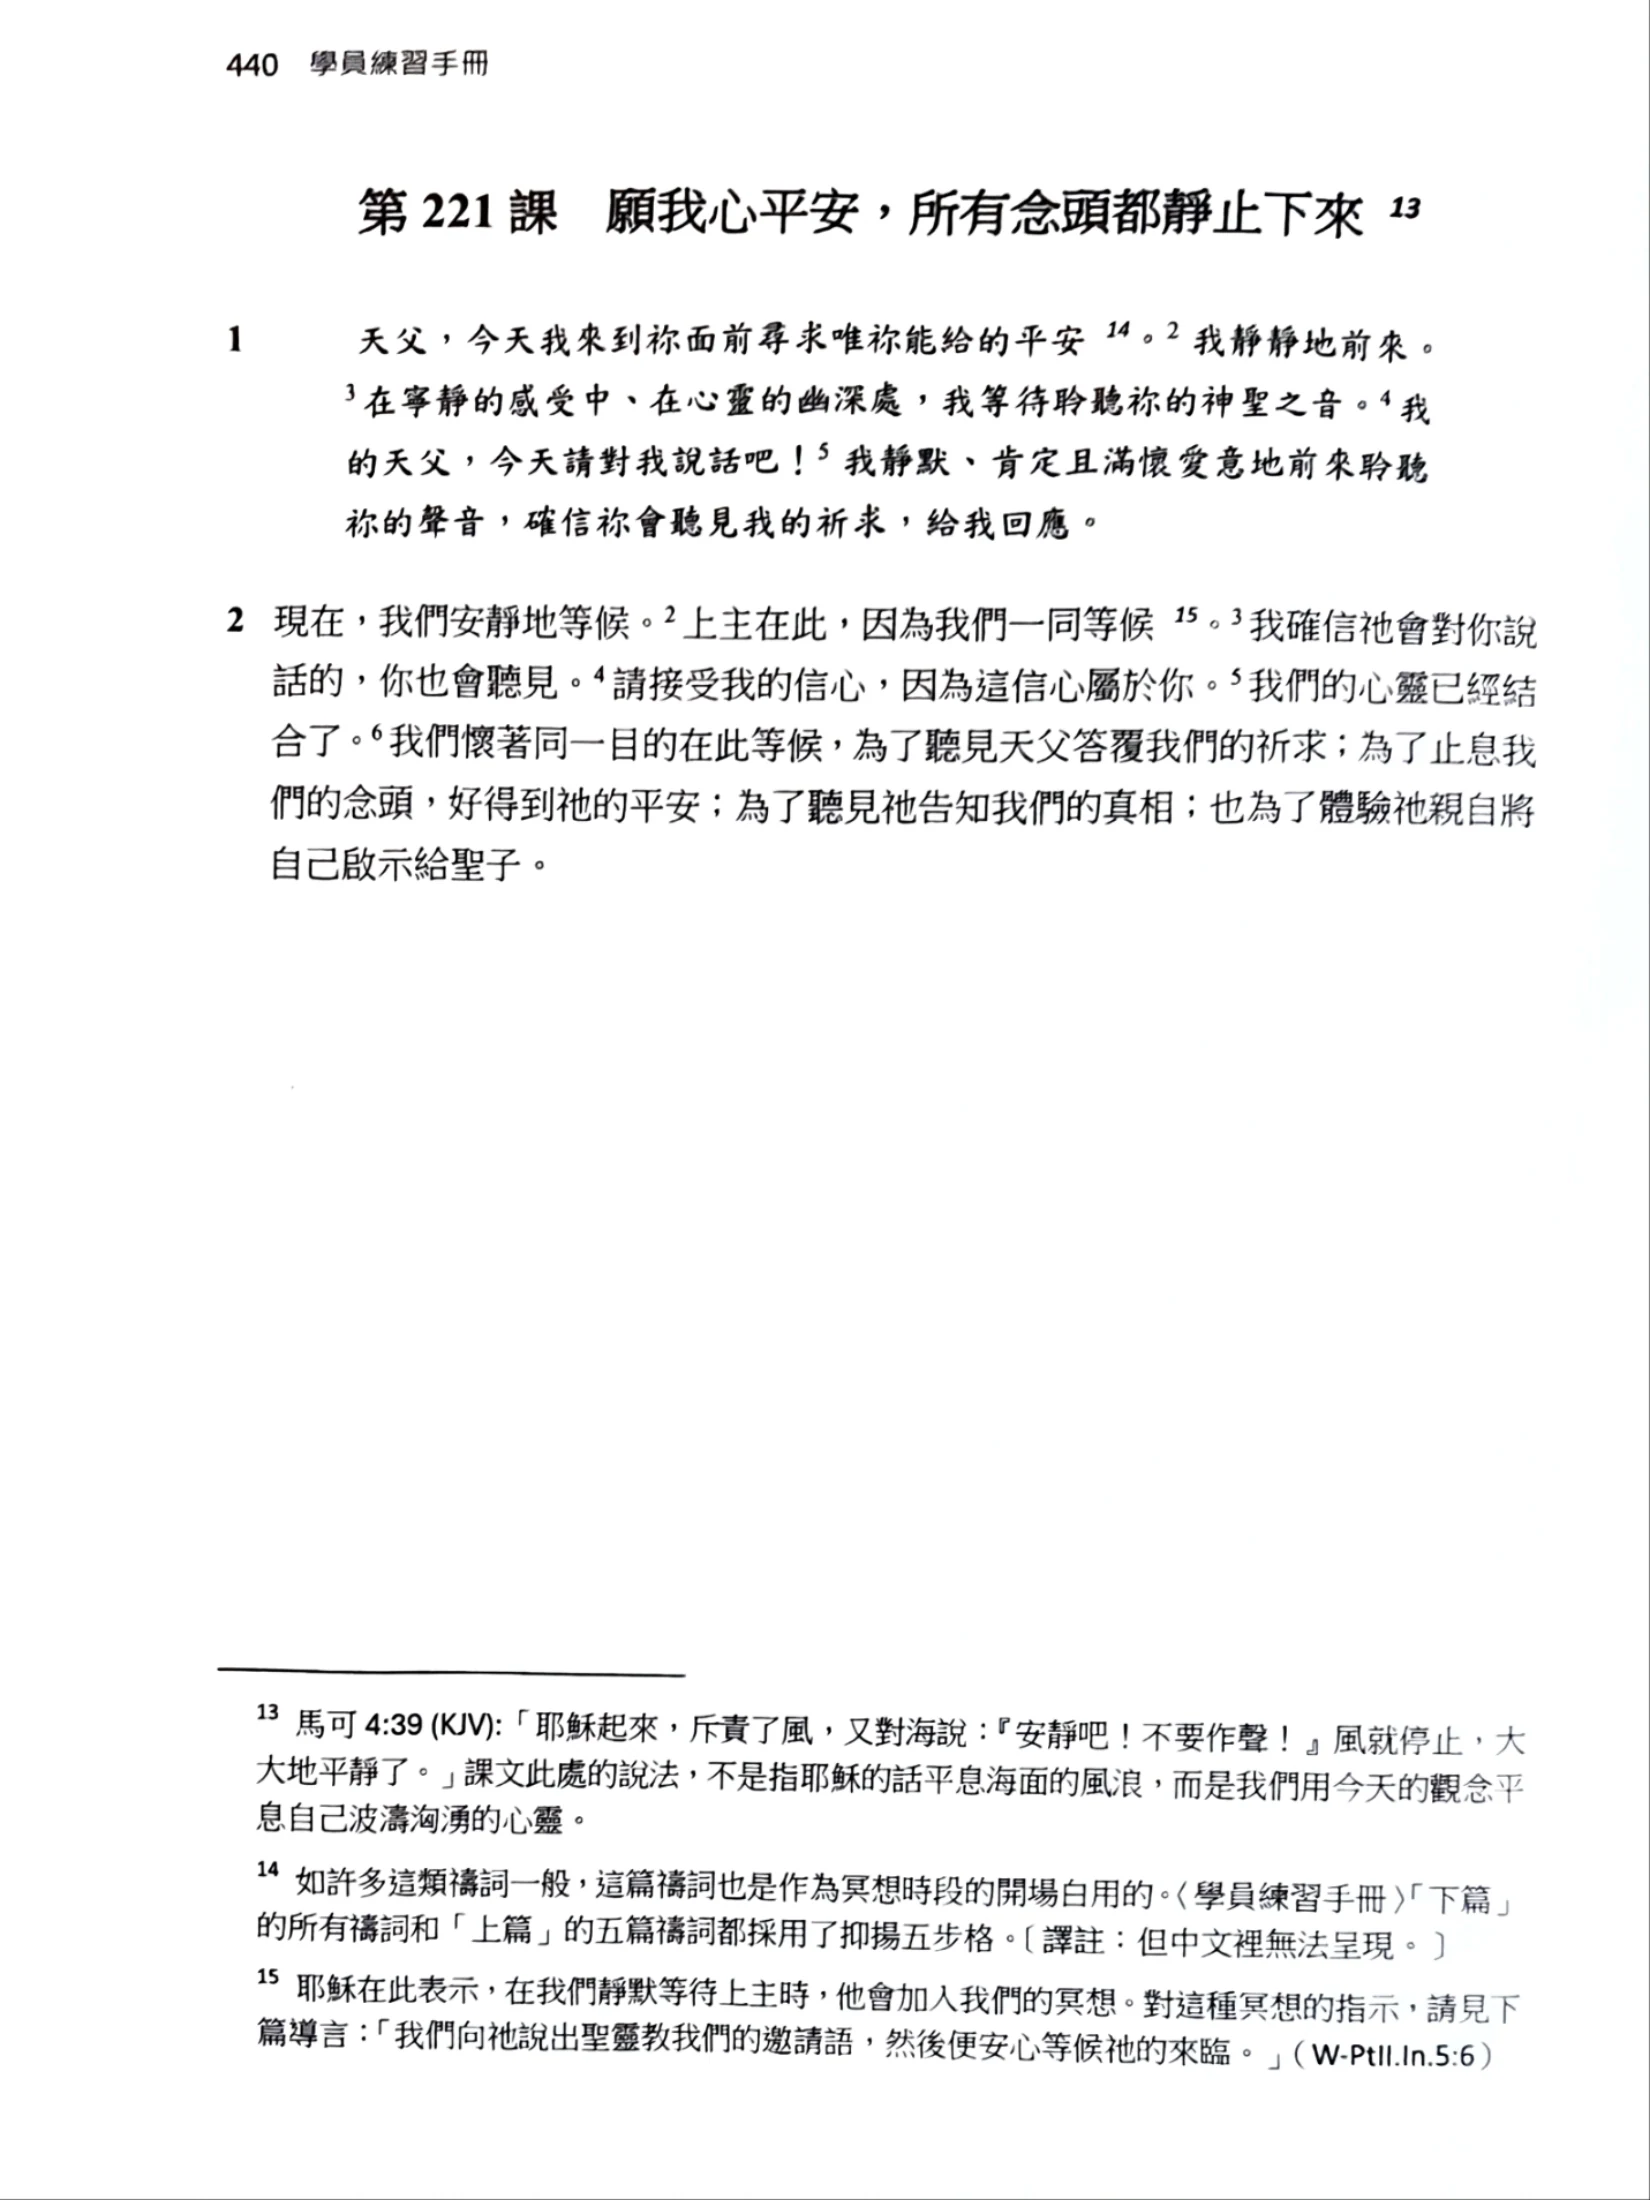 440 學員練習手冊
第 221 課 願我心平安，所有念頭都靜止下來 13
1 天父，今天我來到祢面前尋求唯祢能給的平安 14。2 我靜靜地前來。
3 在寧靜的感受中、在心靈的幽深處，我等待聆聽祢的神聖之音。4 我
的天父，今天請對我說話吧！5 我靜默、肯定且滿懷愛意地前來聆聽
祢的聲音，確信祢會聽見我的祈求，給我回應。
2 現在，我們安靜地等候。2 上主在此，因為我們一同等候 15。3 我確信祂會對你說
話的，你也會聽見。4 請接受我的信心，因為這信心屬於你。5 我們的心靈已經結
合了。6 我們懷著同一目的在此等候，為了聽見天父答覆我們的祈求；為了止息我
們的念頭，好得到祂的平安；為了聽見祂告知我們的真相；也為了體驗祂親自將
自己啟示給聖子。
13 馬可 4:39 (KJV):「耶穌起來，斥責了風，又對海說：『安靜吧！不要作聲！』風就停止，大
大地平靜了。」課文此處的說法，不是指耶穌的話平息海面的風浪，而是我們用今天的觀念平
息自己波濤洶湧的心靈。
14 如許多這類禱詞一般，這篇禱詞也是作為冥想時段的開場白用的。〈學員練習手冊〉「下篇」
的所有禱詞和「上篇」的五篇禱詞都採用了抑揚五步格。〔譯註：但中文裡無法呈現。〕
15 耶穌在此表示，在我們靜默等待上主時，他會加入我們的冥想。對這種冥想的指示，請見下
篇導言：「我們向祂說出聖靈教我們的邀請語，然後便安心等候祂的來臨。」（W-PtII.In.5:6）